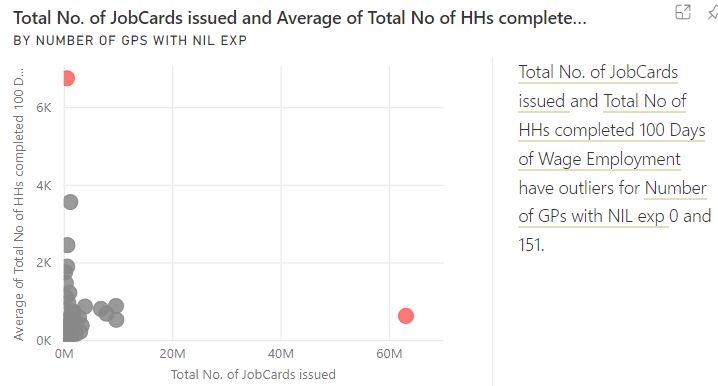 Total No. of JobCards issued and Average of Total No of HHs complete...
BY NUMBER OF GPS WITH NIL EXP
Average of Total No of HHs completed 100 D...
6K
4K
2K
0K
0M
20M
40M
60M
Total No. of JobCards issued
Total No. of JobCards
issued and Total No of
HHs completed 100 Days
of Wage Employment
have outliers for Number
of GPs with NIL exp 0 and
151.